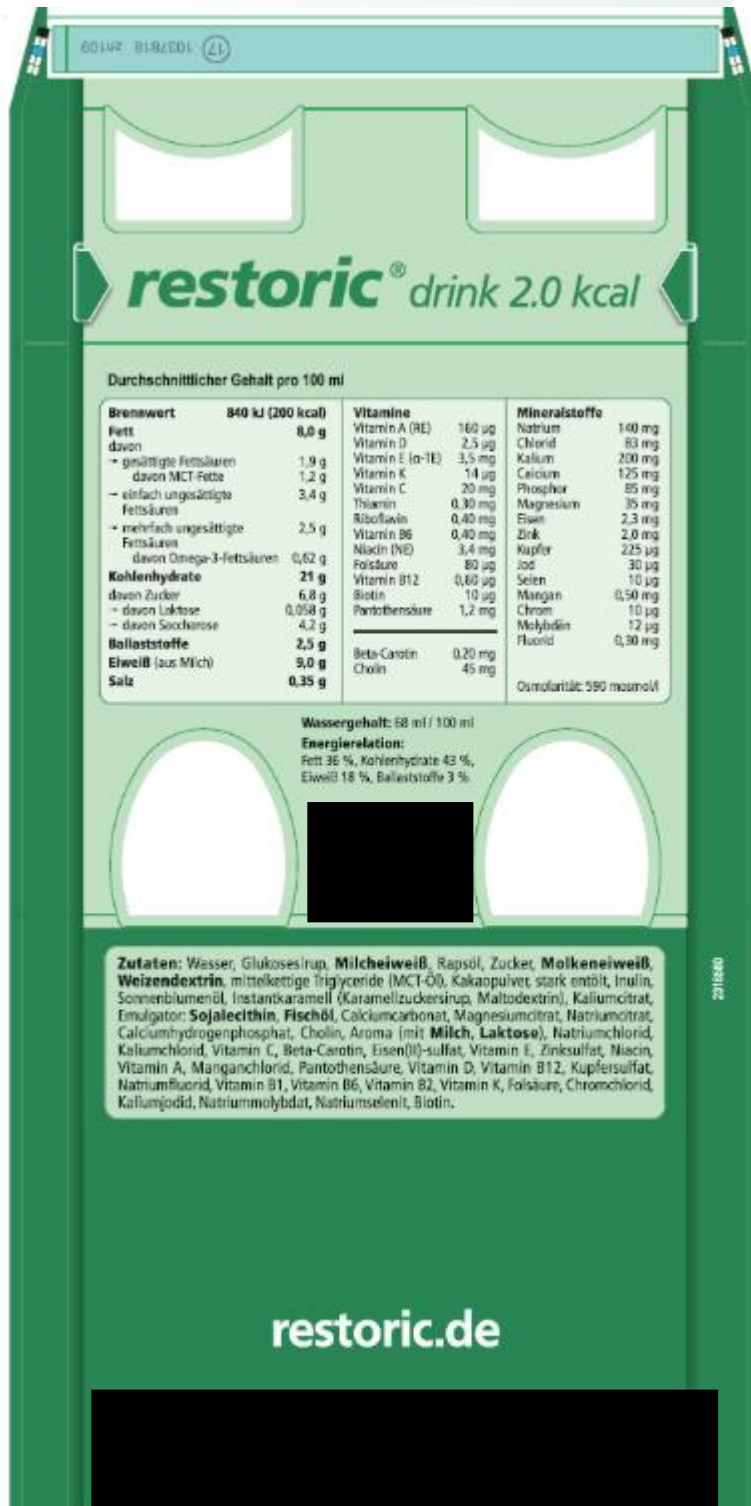 17 1037818 zn109
restoric® drink 2.0 kcal
Durchschnittlicher Gehalt pro 100 ml
Brennwert 840 kJ (200 kcal)
Fett 8,0 g
davon
→ gesättigte Fettsäuren 1,9 g
davon MCT-Fette 1,2 g
→ einfach ungesättigte 3,4 g
Fettsäuren
→ mehrfach ungesättigte 2,5 g
Fettsäuren
davon Omega-3-Fettsäuren 0,62 g
Kohlenhydrate 21 g
davon Zucker 6,8 g
→ davon Laktose 0,058 g
→ davon Saccharose 4,2 g
Ballaststoffe 2,5 g
Eiweiß (aus Milch) 9,0 g
Salz 0,35 g
Vitamine
Vitamin A (RE) 160 µg
Vitamin D 2,5 µg
Vitamin E (α-TE) 3,5 mg
Vitamin K 14 µg
Vitamin C 20 mg
Thiamin 0,30 mg
Riboflavin 0,40 mg
Vitamin B6 0,40 mg
Niacin (NE) 3,4 mg
Folsäure 80 µg
Vitamin B12 0,60 µg
Biotin 10 µg
Pantothensäure 1,2 mg
Beta-Carotin 0,20 mg
Cholin 45 mg
Mineralstoffe
Natrium 140 mg
Chlorid 83 mg
Kalium 200 mg
Calcium 125 mg
Phosphor 85 mg
Magnesium 35 mg
Eisen 2,3 mg
Zink 2,0 mg
Kupfer 225 µg
Jod 30 µg
Selen 10 µg
Mangan 0,50 mg
Chrom 10 µg
Molybdän 12 µg
Fluorid 0,30 mg
Osmolarität: 590 mosmol/l
Wassergehalt: 68 ml / 100 ml
Energierelation:
Fett 36 %, Kohlenhydrate 43 %,
Eiweiß 18 %, Ballaststoffe 3 %
Zutaten: Wasser, Glukosesirup, Milcheiweiß, Rapsöl, Zucker, Molkeneiweiß,
Weizendextrin, mittelkettige Triglyceride (MCT-Öl), Kakaopulver, stark entölt, Inulin,
Sonnenblumenöl, Instantkaramell (Karamellzuckersirup, Maltodextrin), Kaliumcitrat,
Emulgator: Sojalecithin, Fischöl, Calciumcarbonat, Magnesiumcitrat, Natriumcitrat,
Calciumhydrogenphosphat, Cholin, Aroma (mit Milch, Laktose), Natriumchlorid,
Kaliumchlorid, Vitamin C, Beta-Carotin, Eisen(II)-sulfat, Vitamin E, Zinksulfat, Niacin,
Vitamin A, Manganchlorid, Pantothensäure, Vitamin D, Vitamin B12, Kupfersulfat,
Natriumfluorid, Vitamin B1, Vitamin B6, Vitamin B2, Vitamin K, Folsäure, Chromchlorid,
Kaliumjodid, Natriummolybdat, Natriumselenit, Biotin.
restoric.de